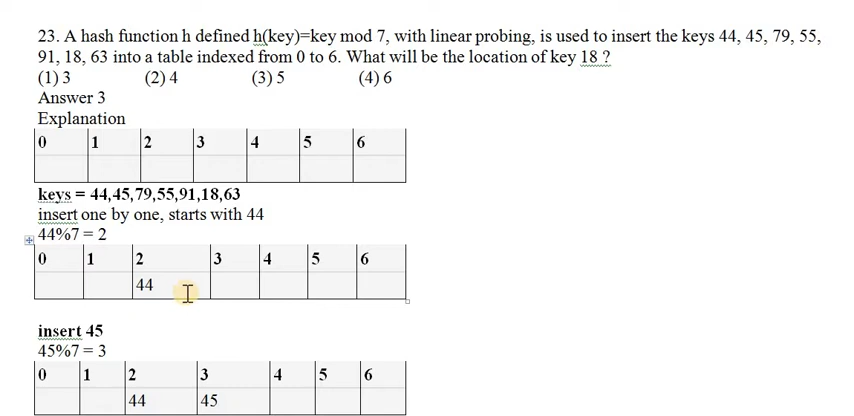 23. A hash function h defined h(key)=key mod 7, with linear probing, is used to insert the keys 44, 45, 79, 55,
91, 18, 63 into a table indexed from 0 to 6. What will be the location of key 18 ?
(1) 3 (2) 4 (3) 5 (4) 6
Answer 3
Explanation
0 1 2 3 4 5 6
keys = 44,45,79,55,91,18,63
insert one by one, starts with 44
44%7 = 2
0 1 2 3 4 5 6
44
insert 45
45%7 = 3
0 1 2 3 4 5 6
44 45